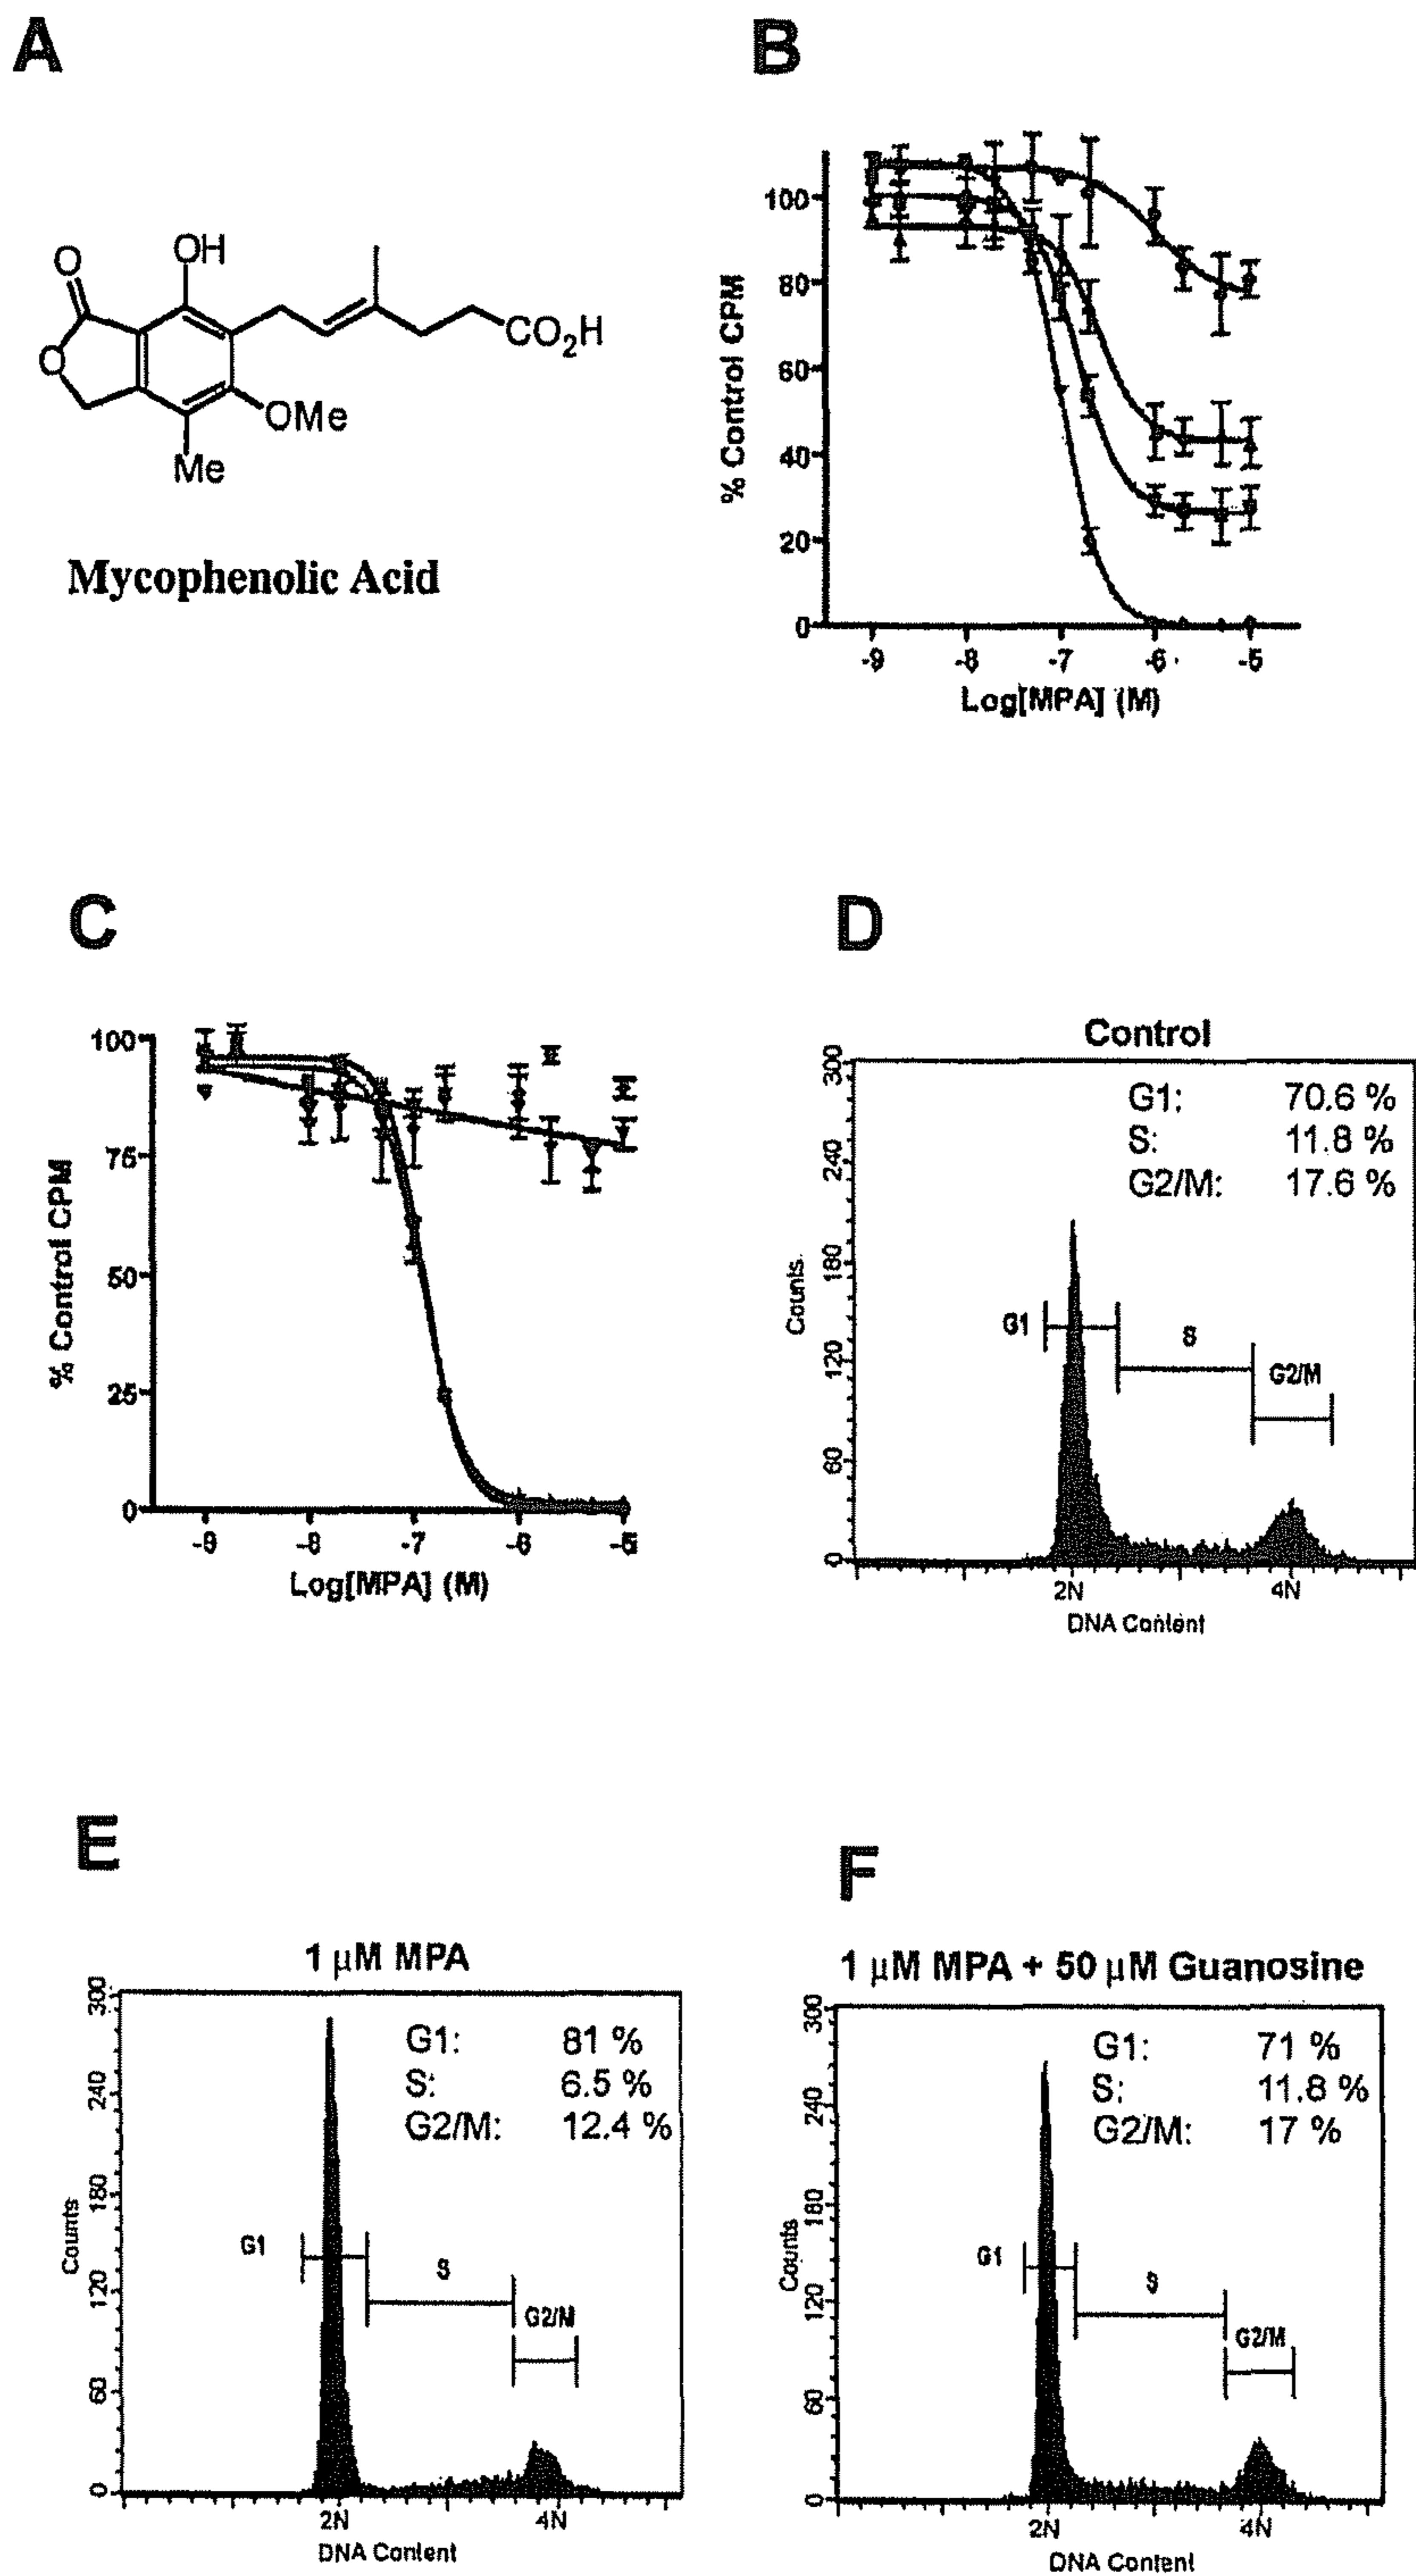 A
O
OH
O
CO2H
OMe
Me
Mycophenolic Acid
B
% Control CPM
100
80
60
40
20
0
-9 -8 -7 -6 -5
Log[MPA] (M)
C
% Control CPM
100
75
50
25
0
-9 -8 -7 -6 -5
Log[MPA] (M)
D
Control
G1: 70.6 %
S: 11.8 %
G2/M: 17.6 %
Counts
300
240
180
120
60
0
G1
S
G2/M
2N 4N
DNA Content
E
1 μM MPA
G1: 81 %
S: 6.5 %
G2/M: 12.4 %
Counts
300
240
180
120
60
0
G1
S
G2/M
2N 4N
DNA Content
F
1 μM MPA + 50 μM Guanosine
G1: 71 %
S: 11.8 %
G2/M: 17 %
Counts
300
240
180
120
60
0
G1
S
G2/M
2N 4N
DNA Content